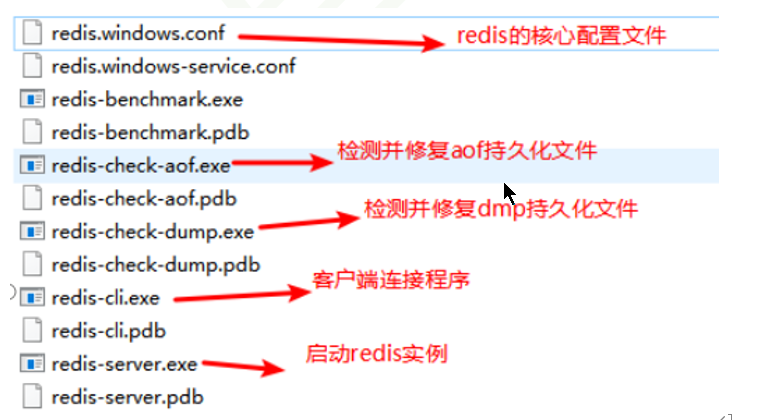 redis.windows.conf redis的核心配置文件
redis.windows-service.conf
redis-benchmark.exe
redis-benchmark.pdb
redis-check-aof.exe 检测并修复aof持久化文件
redis-check-aof.pdb
redis-check-dump.exe 检测并修复dmp持久化文件
redis-check-dump.pdb
redis-cli.exe 客户端连接程序
redis-cli.pdb
redis-server.exe 启动redis实例
redis-server.pdb